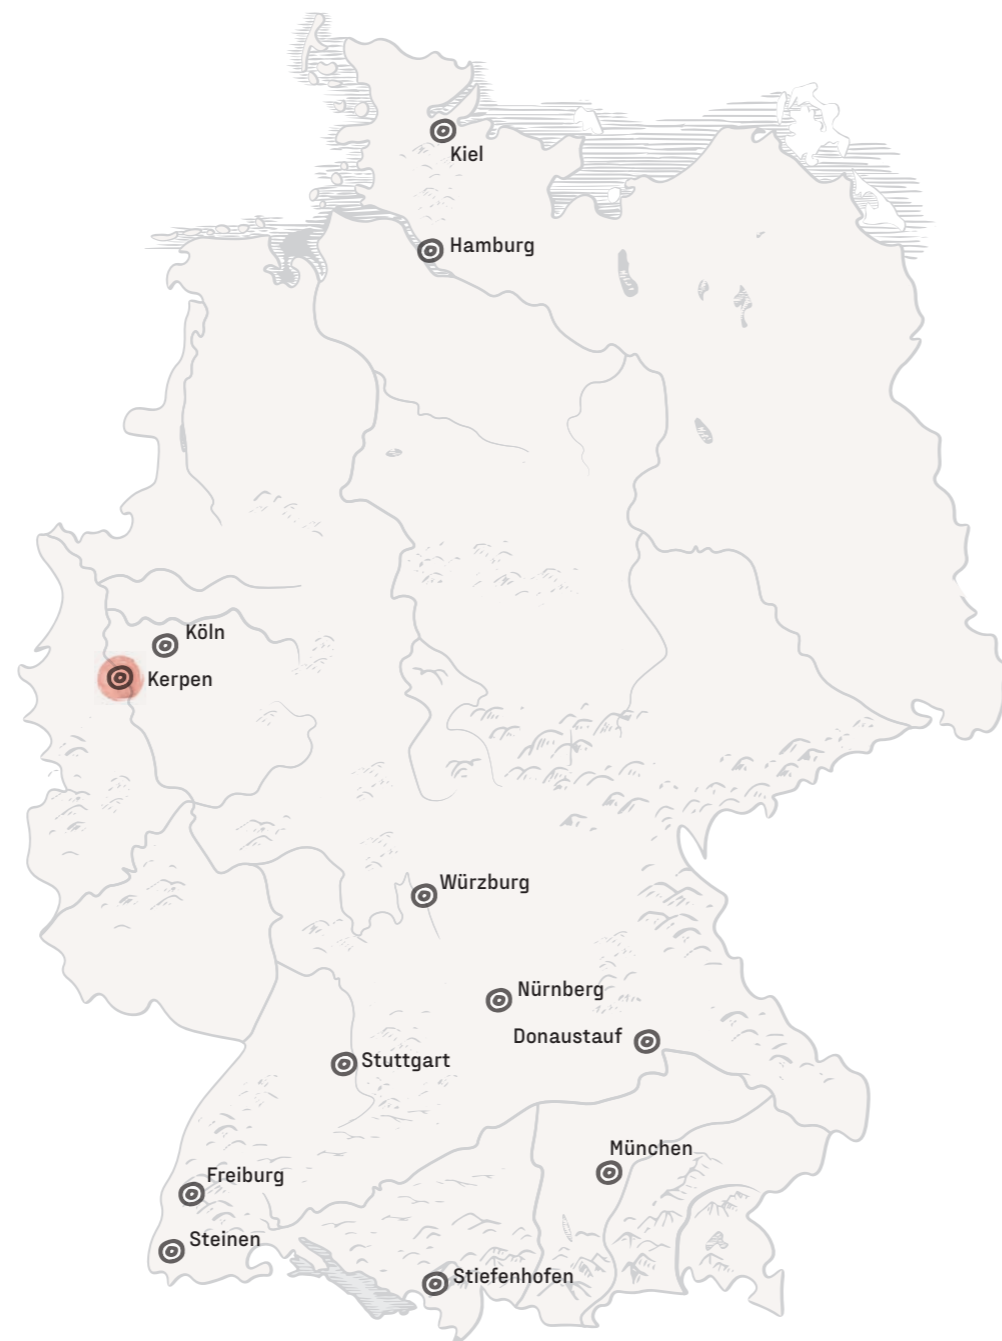 Kiel
Hamburg
Köln
Kerpen
Würzburg
Nürnberg
Donaustauf
Stuttgart
München
Freiburg
Steinen
Stiefenhofen